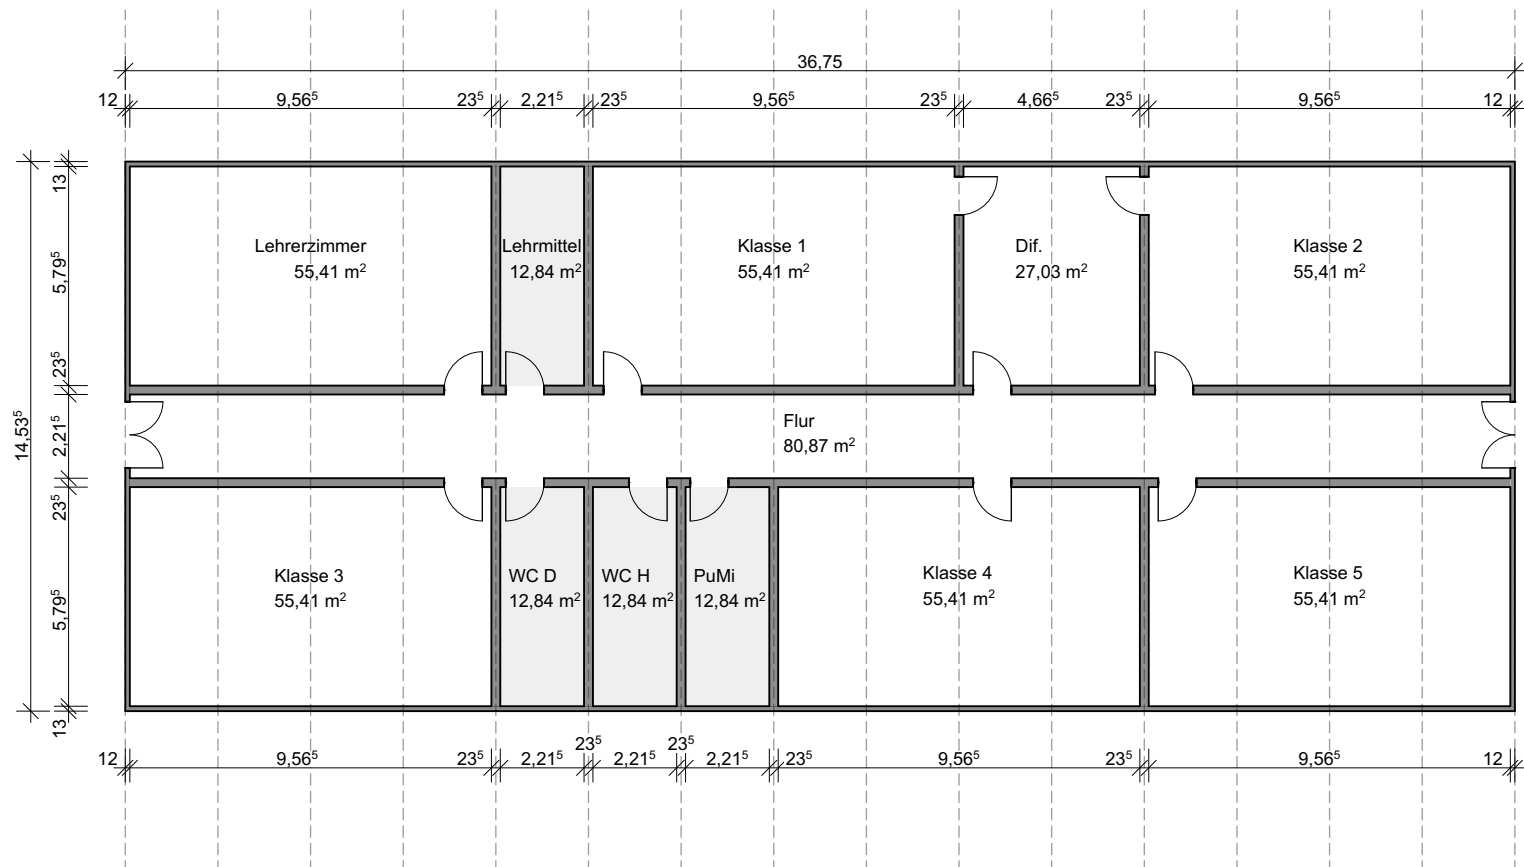 36,75
12 9,56⁵ 23⁵ 2,21⁵ 23⁵ 9,56⁵ 23⁵ 4,66⁵ 23⁵ 9,56⁵ 12
13
5,79⁵
23⁵
14,53⁵
2,21⁵
23⁵
5,79⁵
13
Lehrerzimmer
55,41 m²
Lehrmittel
12,84 m²
Klasse 1
55,41 m²
Dif.
27,03 m²
Klasse 2
55,41 m²
Flur
80,87 m²
Klasse 3
55,41 m²
WC D
12,84 m²
WC H
12,84 m²
PuMi
12,84 m²
Klasse 4
55,41 m²
Klasse 5
55,41 m²
12 9,56⁵ 23⁵ 2,21⁵ 23⁵ 2,21⁵ 23⁵ 2,21⁵ 23⁵ 9,56⁵ 23⁵ 9,56⁵ 12